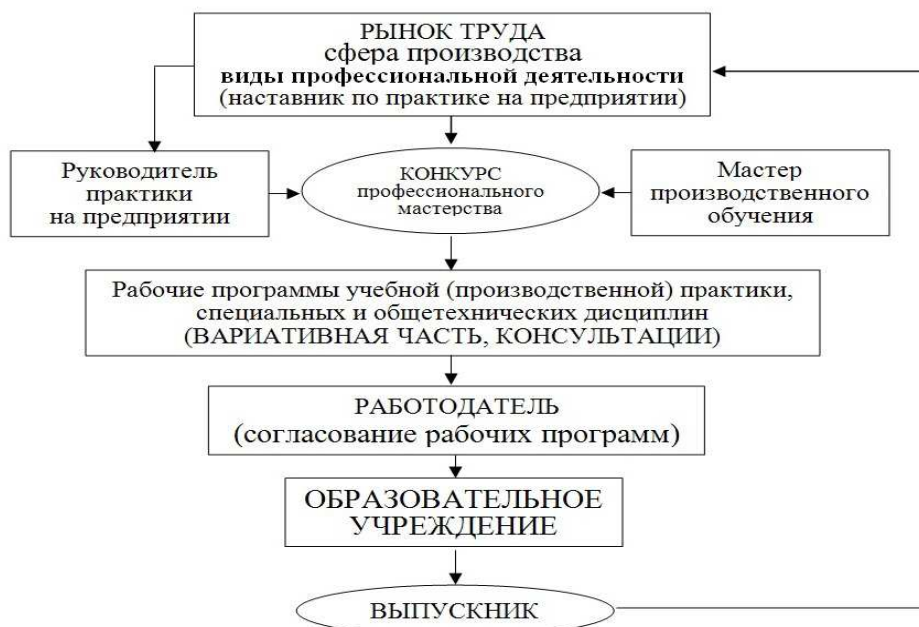 РЫНОК ТРУДА
сфера производства
виды профессиональной деятельности
(наставник по практике на предприятии)
Руководитель
практики
на предприятии
КОНКУРС
профессионального
мастерства
Мастер
производственного
обучения
Рабочие программы учебной (производственной) практики,
специальных и общетехнических дисциплин
(ВАРИАТИВНАЯ ЧАСТЬ, КОНСУЛЬТАЦИИ)
РАБОТОДАТЕЛЬ
(согласование рабочих программ)
ОБРАЗОВАТЕЛЬНОЕ
УЧРЕЖДЕНИЕ
ВЫПУСКНИК